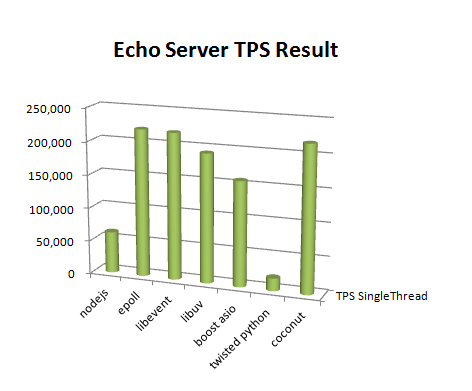 Echo Server TPS Result
250,000
200,000
150,000
100,000
50,000
0
nodejs
epoll
libevent
libuv
boost asio
twisted python
coconut
TPS SingleThread